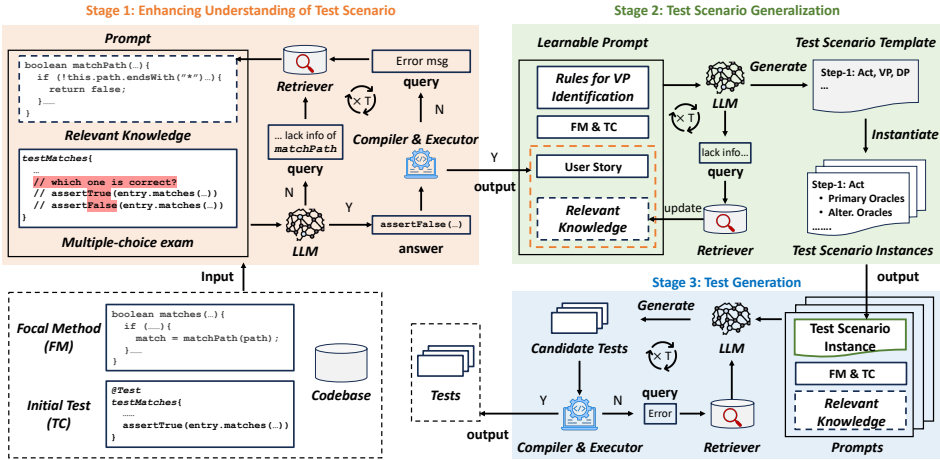 Stage 1: Enhancing Understanding of Test Scenario
Prompt
boolean matchPath(…){
if (!this.path.endsWith("*")…){
return false;
}……
}
Relevant Knowledge
testMatches{
…
// which one is correct?
// assertTrue(entry.matches(…))
// assertFalse(entry.matches(…))
}
Multiple-choice exam
Retriever
× T
Error msg
query
N
… lack info of
matchPath
query
N
Compiler & Executor
LLM
Y
assertFalse(…)
answer
Y
output
Input
Focal Method
(FM)
boolean matches(…){
if (……){
match = matchPath(path);
}……
}
Initial Test
(TC)
@Test
testMatches{
……
assertTrue(entry.matches(…))
}
Codebase
Stage 2: Test Scenario Generalization
Learnable Prompt
Rules for VP
Identification
FM & TC
User Story
Relevant
Knowledge
LLM
× T
lack info…
query
update
Retriever
Generate
Test Scenario Template
Step-1: Act, VP, DP
…
Instantiate
Step-1: Act
• Primary Oracles
• Alter. Oracles
…….
Test Scenario Instances
output
Stage 3: Test Generation
Test Scenario
Instance
FM & TC
Relevant
Knowledge
Prompts
LLM
Generate
Candidate Tests
× T
Y
N
query
Error
Compiler & Executor
Retriever
output
Tests